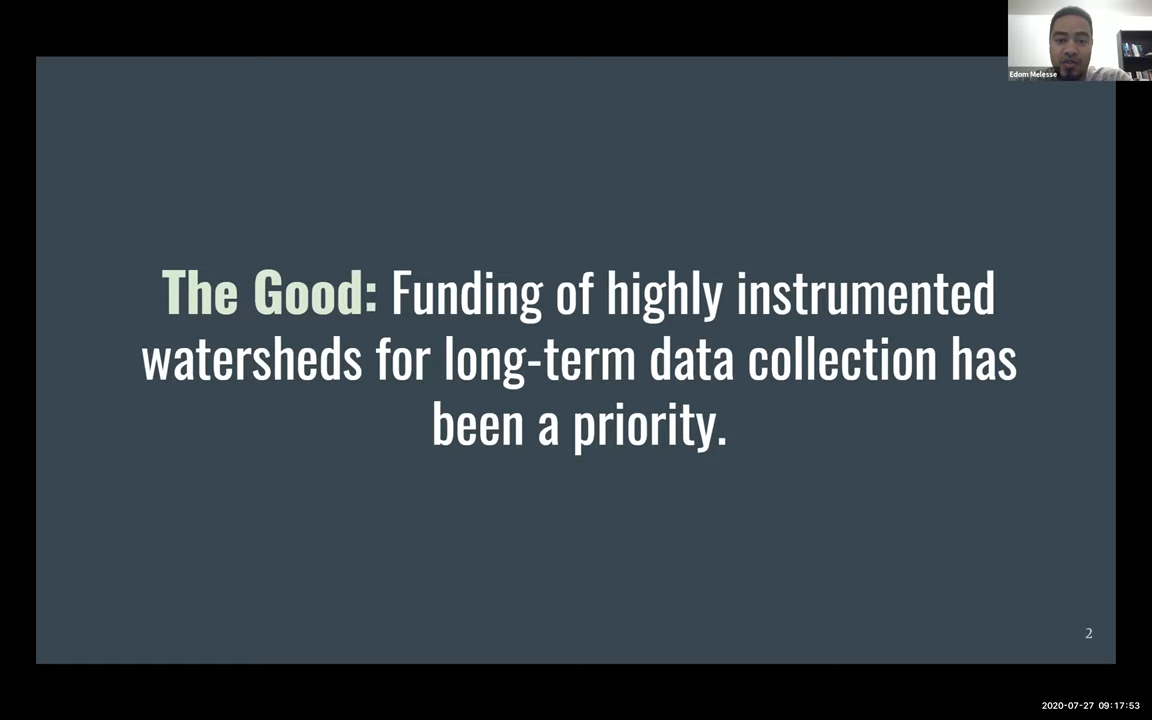 Edom Melesse
The Good: Funding of highly instrumented
watersheds for long-term data collection has
been a priority.
2
2020-07-27 09:17:53